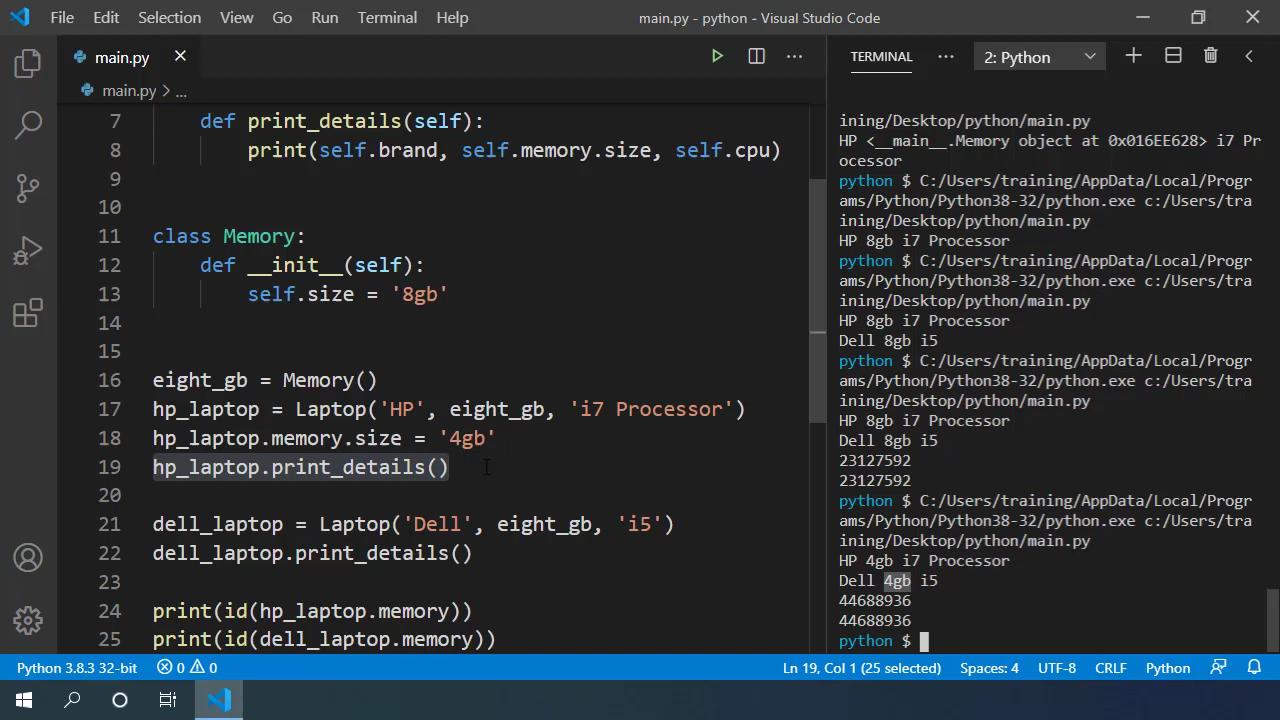 File Edit Selection View Go Run Terminal Help main.py - python - Visual Studio Code
main.py
main.py > ...
7 def print_details(self):
8 print(self.brand, self.memory.size, self.cpu)
9
10
11 class Memory:
12 def __init__(self):
13 self.size = '8gb'
14
15
16 eight_gb = Memory()
17 hp_laptop = Laptop('HP', eight_gb, 'i7 Processor')
18 hp_laptop.memory.size = '4gb'
19 hp_laptop.print_details()
20
21 dell_laptop = Laptop('Dell', eight_gb, 'i5')
22 dell_laptop.print_details()
23
24 print(id(hp_laptop.memory))
25 print(id(dell_laptop.memory))
TERMINAL ... 2: Python
ining/Desktop/python/main.py
HP <__main__.Memory object at 0x016EE628> i7 Pr
ocessor
python $ C:/Users/training/AppData/Local/Progr
ams/Python/Python38-32/python.exe c:/Users/tra
ining/Desktop/python/main.py
HP 8gb i7 Processor
python $ C:/Users/training/AppData/Local/Progr
ams/Python/Python38-32/python.exe c:/Users/tra
ining/Desktop/python/main.py
HP 8gb i7 Processor
Dell 8gb i5
python $ C:/Users/training/AppData/Local/Progr
ams/Python/Python38-32/python.exe c:/Users/tra
ining/Desktop/python/main.py
HP 8gb i7 Processor
Dell 8gb i5
23127592
23127592
python $ C:/Users/training/AppData/Local/Progr
ams/Python/Python38-32/python.exe c:/Users/tra
ining/Desktop/python/main.py
HP 4gb i7 Processor
Dell 4gb i5
44688936
44688936
python $
Python 3.8.3 32-bit 0 0 Ln 19, Col 1 (25 selected) Spaces: 4 UTF-8 CRLF Python